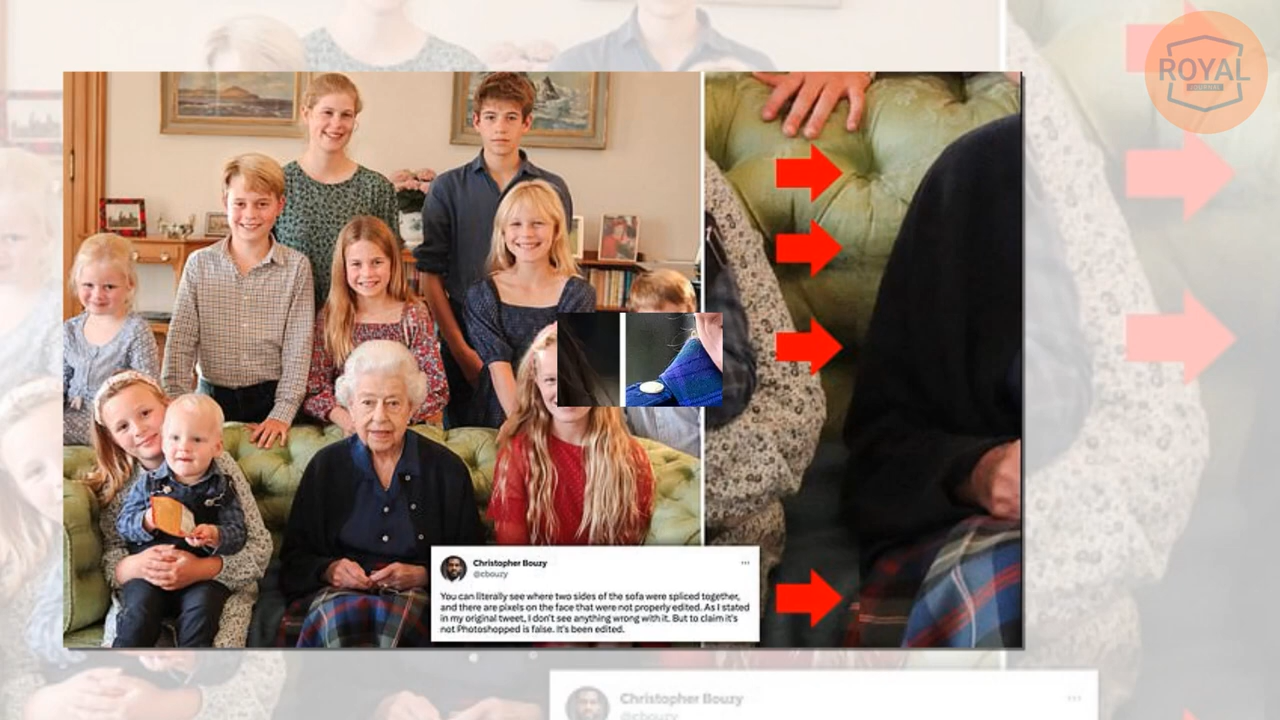 ROYAL
JOURNAL
Christopher Bouzy
@cbouzy
You can literally see where two sides of the sofa were spliced together,
and there are pixels on the face that were not properly edited. As I stated
in my original tweet, I don't see anything wrong with it. But to claim it's
not Photoshopped is false. It's been edited.
Christopher Bouzy
@cbouzy